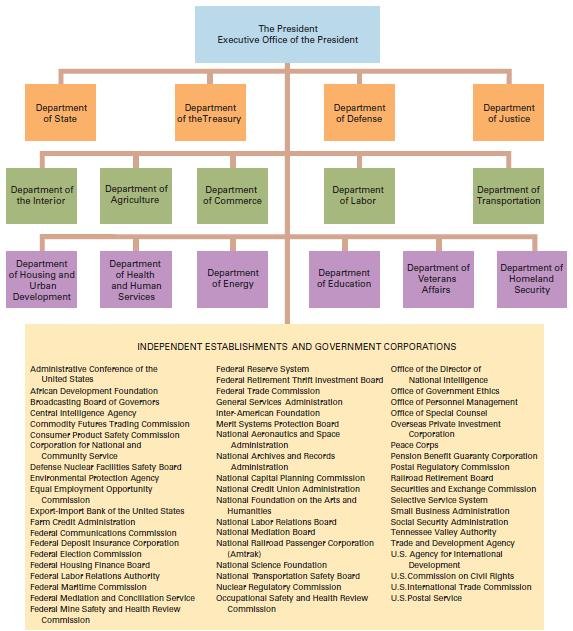 The President
Executive Office of the President
Department
of State
Department
of theTreasury
Department
of Defense
Department
of Justice
Department of
the Interior
Department of
Agriculture
Department
of Commerce
Department
of Labor
Department of
Transportation
Department
of Housing and
Urban
Development
Department
of Health
and Human
Services
Department
of Energy
Department
of Education
Department of
Veterans
Affairs
Department of
Homeland
Security
INDEPENDENT ESTABLISHMENTS AND GOVERNMENT CORPORATIONS
Administrative Conference of the
United States
African Development Foundation
Broadcasting Board of Governors
Central Intelligence Agency
Commodity Futures Trading Commission
Consumer Product Safety Commission
Corporation for National and
Community Service
Defense Nuclear Facilities Safety Board
Environmental Protection Agency
Equal Employment Opportunity
Commission
Export-Import Bank of the United States
Farm Credit Administration
Federal Communications Commission
Federal Deposit Insurance Corporation
Federal Election Commission
Federal Housing Finance Board
Federal Labor Relations Authority
Federal Maritime Commission
Federal Mediation and Conciliation Service
Federal Mine Safety and Health Review
Commission
Federal Reserve System
Federal Retirement Thrift Investment Board
Federal Trade Commission
General Services Administration
Inter-American Foundation
Merit Systems Protection Board
National Aeronautics and Space
Administration
National Archives and Records
Administration
National Capital Planning Commission
National Credit Union Administration
National Foundation on the Arts and
Humanities
National Labor Relations Board
National Mediation Board
National Railroad Passenger Corporation
(Amtrak)
National Science Foundation
National Transportation Safety Board
Nuclear Regulatory Commission
Occupational Safety and Health Review
Commission
Office of the Director of
National Intelligence
Office of Government Ethics
Office of Personnel Management
Office of Special Counsel
Overseas Private Investment
Corporation
Peace Corps
Pension Benefit Guaranty Corporation
Postal Regulatory Commission
Railroad Retirement Board
Securities and Exchange Commission
Selective Service System
Small Business Administration
Social Security Administration
Tennessee Valley Authority
Trade and Development Agency
U.S. Agency for International
Development
U.S.Commission on Civil Rights
U.S.International Trade Commission
U.S.Postal Service